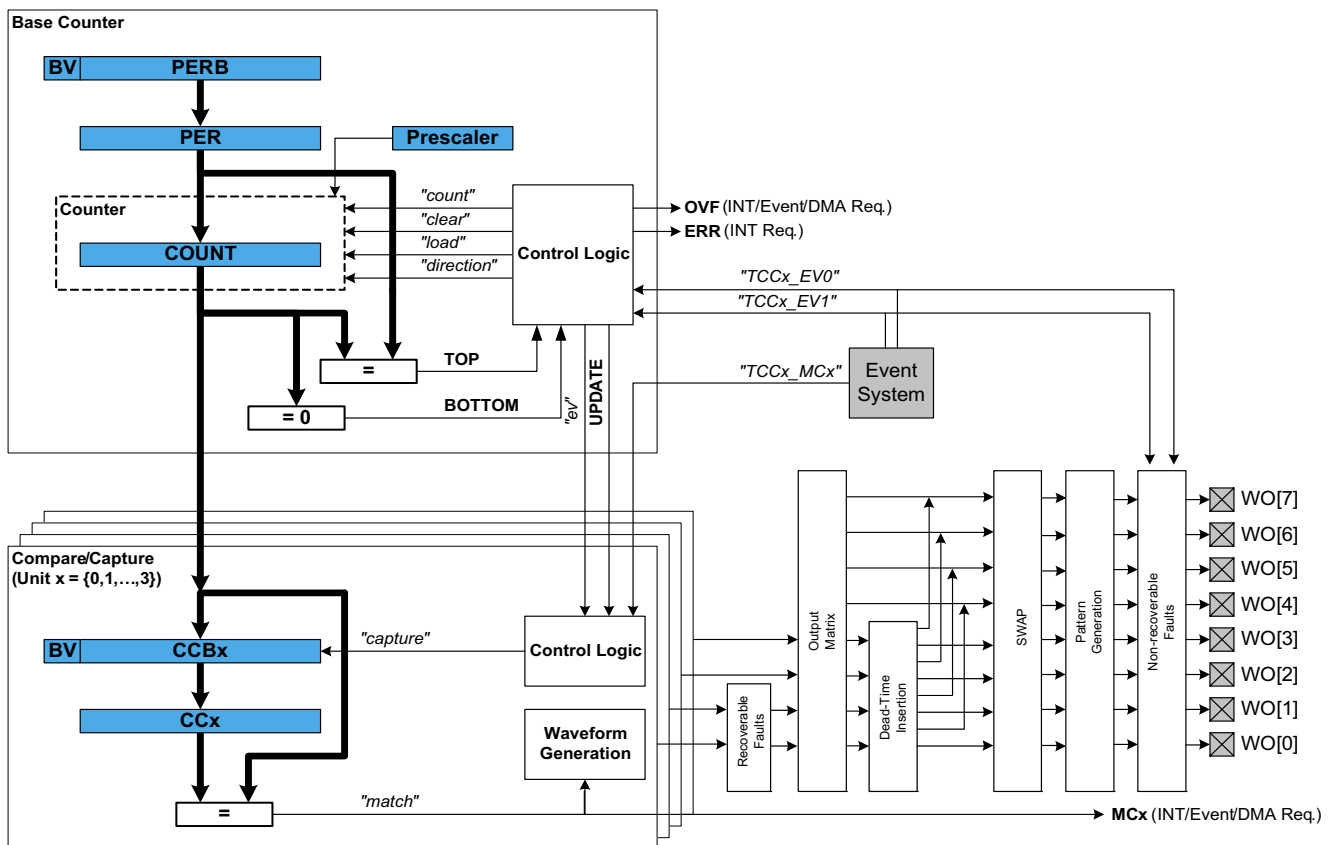 Base Counter
BV
PERB
PER
Prescaler
Counter
COUNT
"count"
"clear"
"load"
"direction"
Control Logic
OVF (INT/Event/DMA Req.)
ERR (INT Req.)
"TCCx_EV0"
"TCCx_EV1"
"TCCx_MCx"
Event
System
=
TOP
= 0
BOTTOM
"ev"
UPDATE
Compare/Capture
(Unit x = {0,1,…,3})
BV
CCBx
"capture"
Control Logic
CCx
Waveform
Generation
=
"match"
MCx (INT/Event/DMA Req.)
Recoverable
Faults
Output
Matrix
Dead-Time
Insertion
SWAP
Pattern
Generation
Non-recoverable
Faults
WO[7]
WO[6]
WO[5]
WO[4]
WO[3]
WO[2]
WO[1]
WO[0]